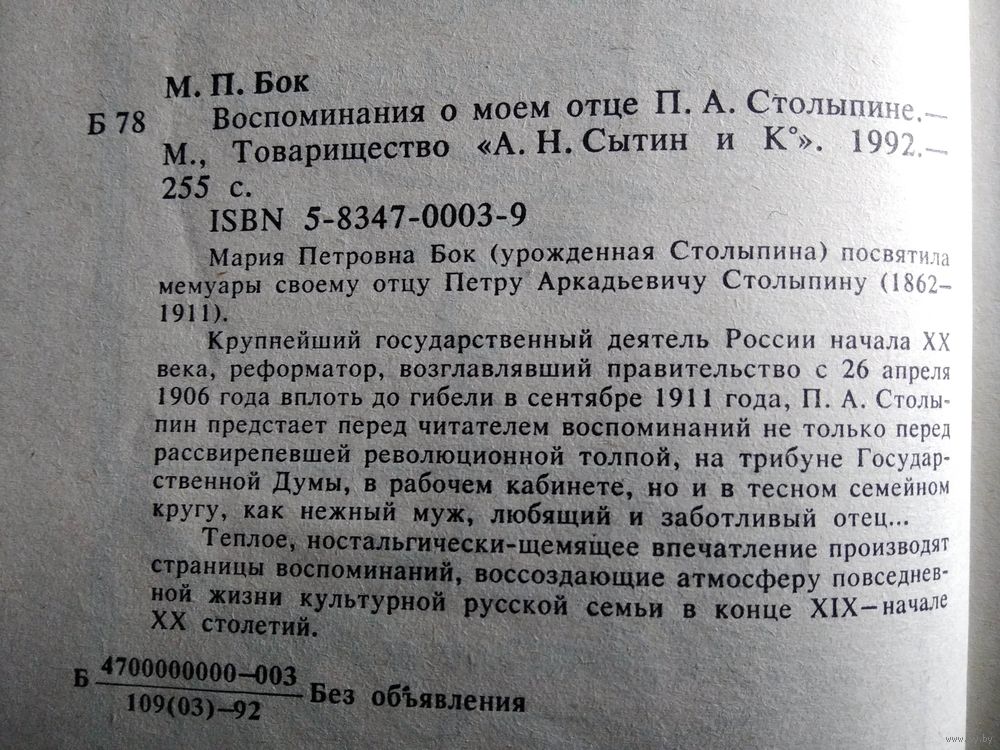 М. П. Бок
Б 78 Воспоминания о моем отце П. А. Столыпине.—
М., Товарищество «А. Н. Сытин и К°». 1992.—
255 с.
ISBN 5-8347-0003-9
Мария Петровна Бок (урожденная Столыпина) посвятила
мемуары своему отцу Петру Аркадьевичу Столыпину (1862–
1911).
Крупнейший государственный деятель России начала XX
века, реформатор, возглавлявший правительство с 26 апреля
1906 года вплоть до гибели в сентябре 1911 года, П. А. Столы-
пин предстает перед читателем воспоминаний не только перед
рассвирепевшей революционной толпой, на трибуне Государ-
ственной Думы, в рабочем кабинете, но и в тесном семейном
кругу, как нежный муж, любящий и заботливый отец...
Теплое, ностальгически-щемящее впечатление производят
страницы воспоминаний, воссоздающие атмосферу повседнев-
ной жизни культурной русской семьи в конце XIX—начале
XX столетий.
Б 4700000000—003
109(03)—92 Без объявления